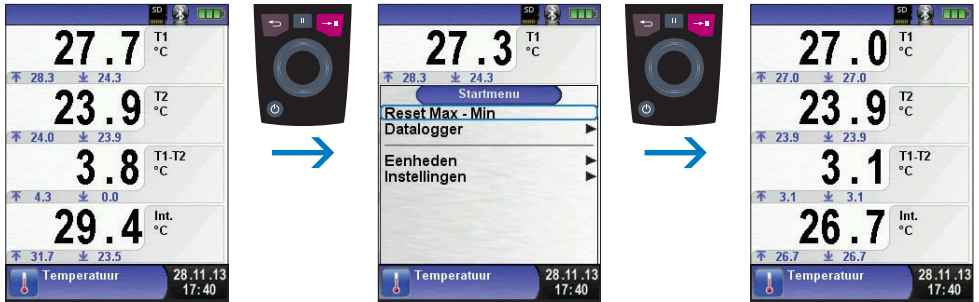 SD
27.7 T1
°C
28.3 24.3
23.9 T2
°C
24.0 23.9
3.8 T1-T2
°C
4.3 0.0
29.4 Int.
°C
31.7 23.5
Temperatuur 28.11.13
17:40
SD
27.3 T1
°C
28.3 24.3
Startmenu
Reset Max - Min
Datalogger
Eenheden
Instellingen
Temperatuur 28.11.13
17:40
SD
27.0 T1
°C
27.0 27.0
23.9 T2
°C
23.9 23.9
3.1 T1-T2
°C
3.1 3.1
26.7 Int.
°C
26.7 26.7
Temperatuur 28.11.13
17:40